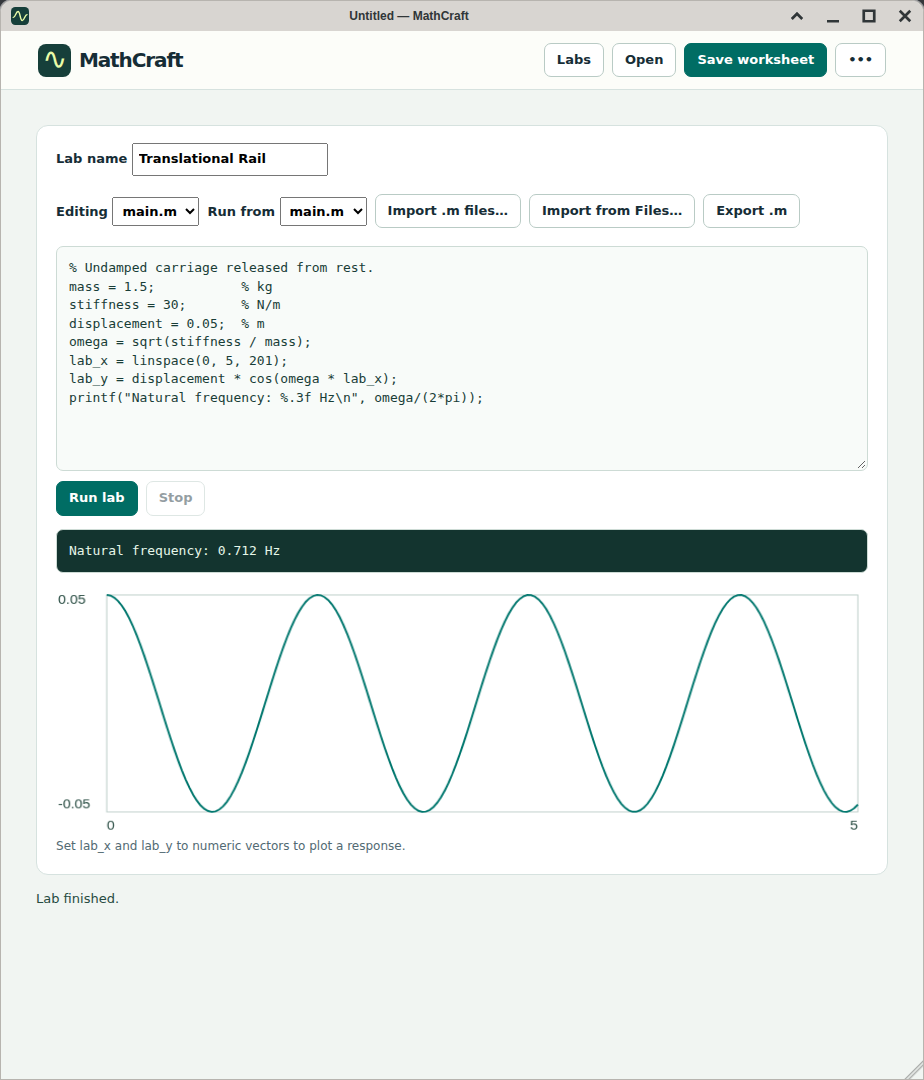 Untitled — MathCraft
MathCraft
Labs Open Save worksheet •••
Lab name Translational Rail
Editing main.m Run from main.m Import .m files… Import from Files… Export .m
% Undamped carriage released from rest.
mass = 1.5;           % kg
stiffness = 30;       % N/m
displacement = 0.05;  % m
omega = sqrt(stiffness / mass);
lab_x = linspace(0, 5, 201);
lab_y = displacement * cos(omega * lab_x);
printf("Natural frequency: %.3f Hz\n", omega/(2*pi));
Run lab Stop
Natural frequency: 0.712 Hz
0.05
-0.05
0 5
Set lab_x and lab_y to numeric vectors to plot a response.
Lab finished.